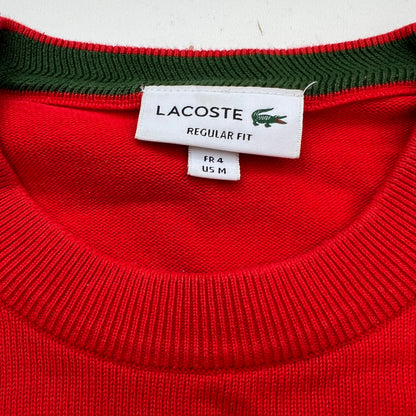 LACOSTE
REGULAR FIT
FR 4
US M